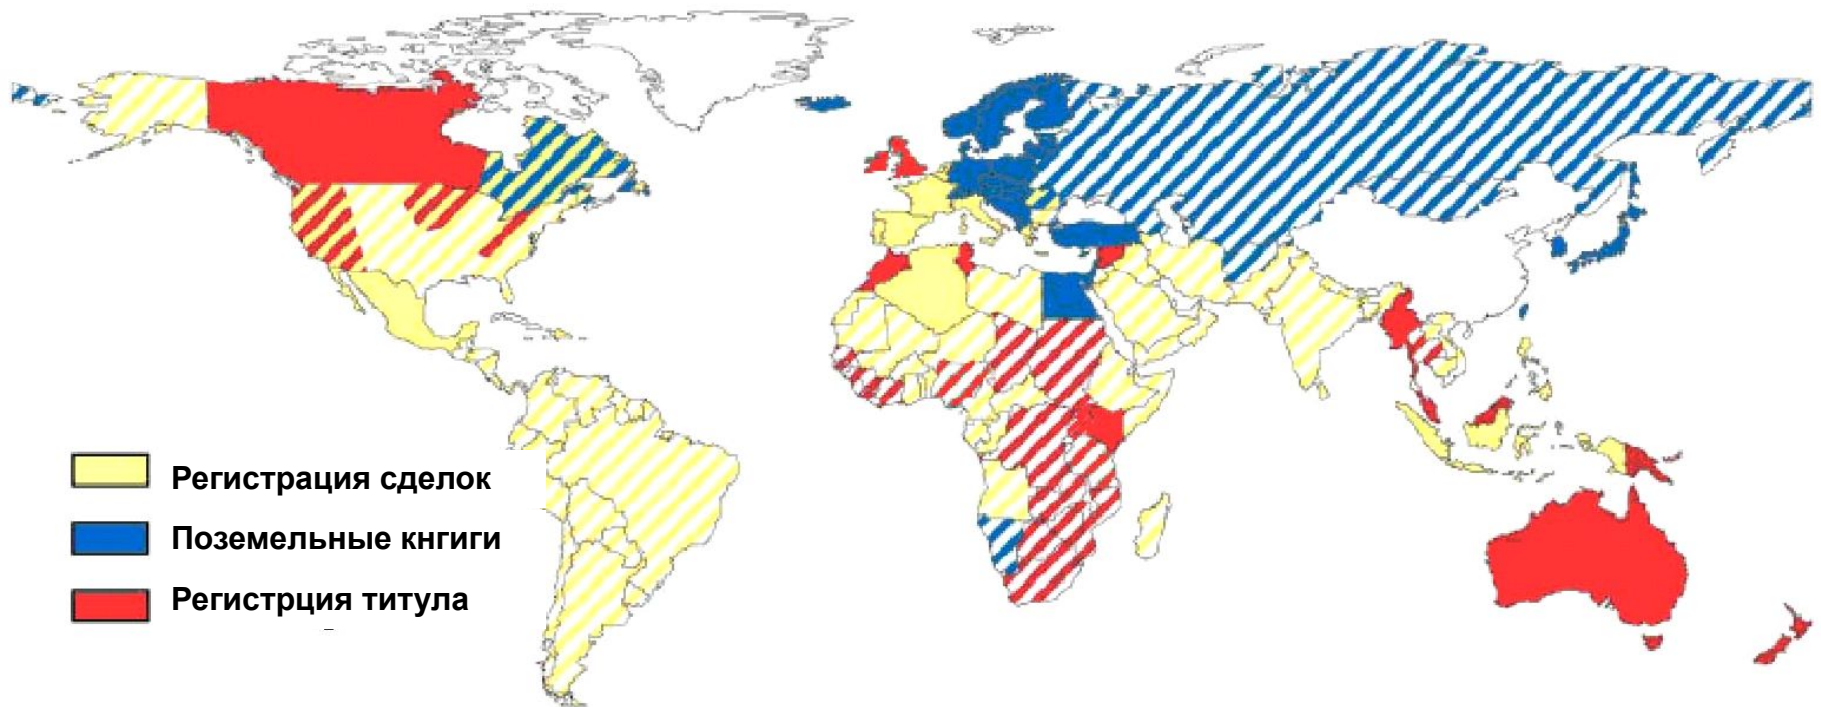 Регистрация сделок
Поземельные кнгиги
Регистрция титула